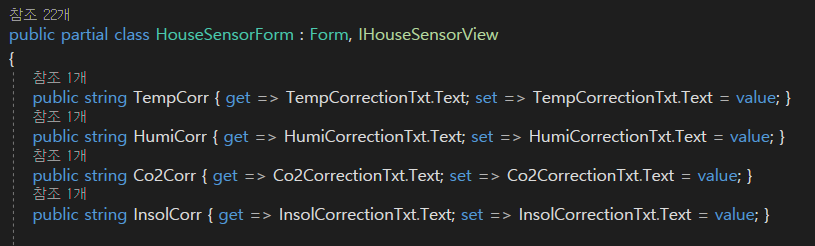 참조 22개
public partial class HouseSensorForm : Form, IHouseSensorView
{
참조 1개
public string TempCorr { get => TempCorrectionTxt.Text; set => TempCorrectionTxt.Text = value; }
참조 1개
public string HumiCorr { get => HumiCorrectionTxt.Text; set => HumiCorrectionTxt.Text = value; }
참조 1개
public string Co2Corr { get => Co2CorrectionTxt.Text; set => Co2CorrectionTxt.Text = value; }
참조 1개
public string InsolCorr { get => InsolCorrectionTxt.Text; set => InsolCorrectionTxt.Text = value; }